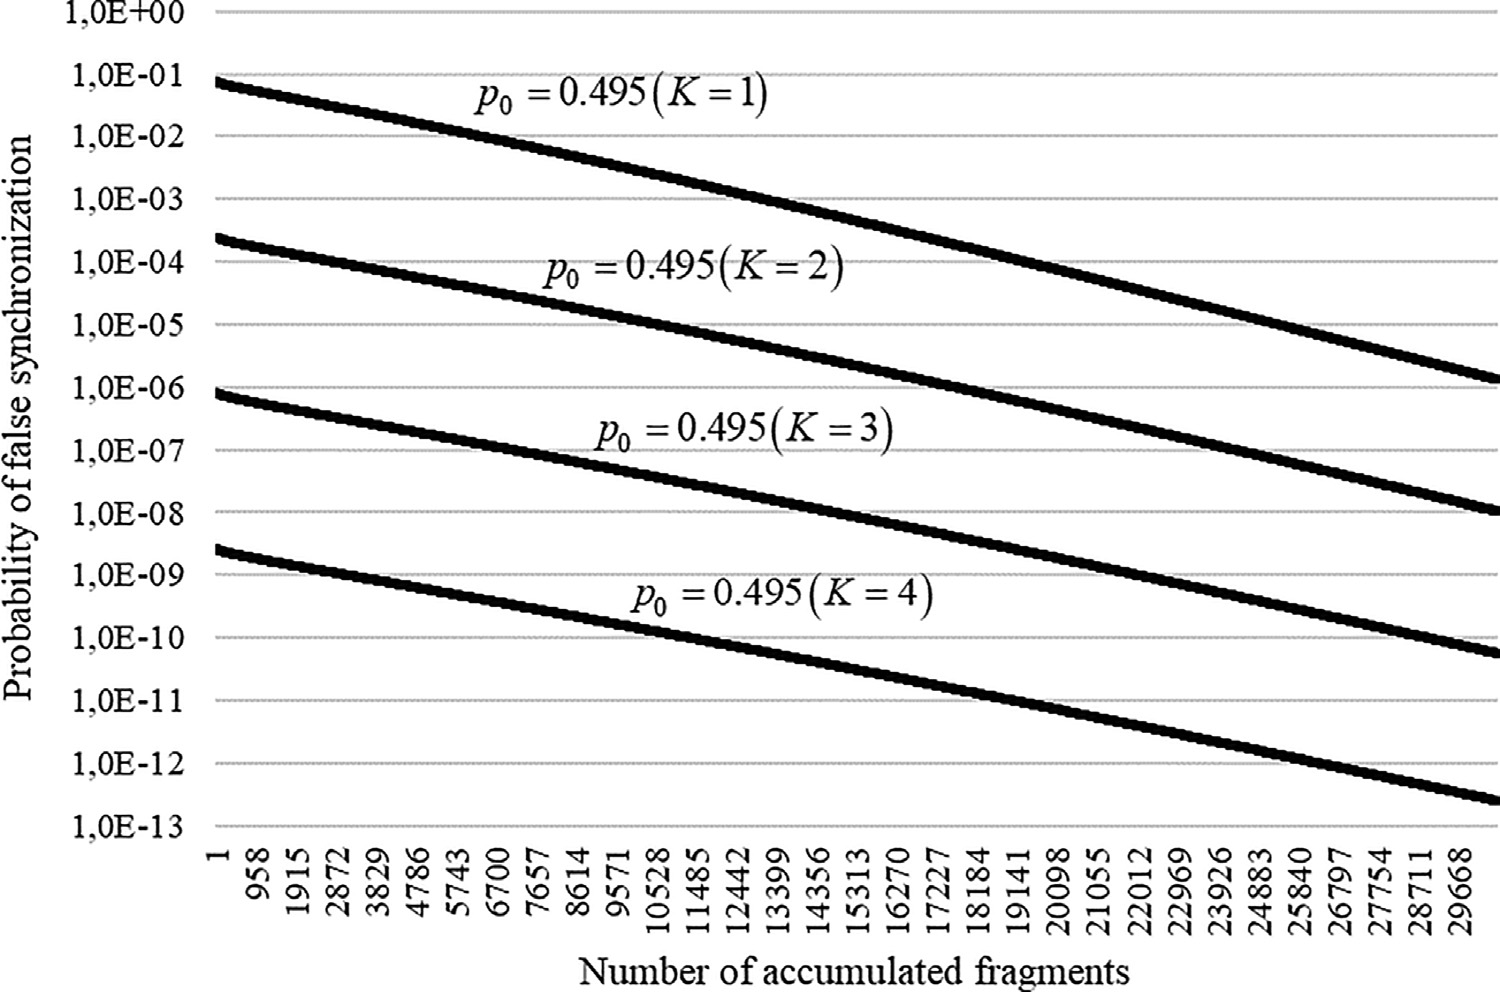 Probability of false synchronization
1,0E+00
1,0E-01
1,0E-02
1,0E-03
1,0E-04
1,0E-05
1,0E-06
1,0E-07
1,0E-08
1,0E-09
1,0E-10
1,0E-11
1,0E-12
1,0E-13
p₀ = 0.495(K = 1)
p₀ = 0.495(K = 2)
p₀ = 0.495(K = 3)
p₀ = 0.495(K = 4)
1
958
1915
2872
3829
4786
5743
6700
7657
8614
9571
10528
11485
12442
13399
14356
15313
16270
17227
18184
19141
20098
21055
22012
22969
23926
24883
25840
26797
27754
28711
29668
Number of accumulated fragments